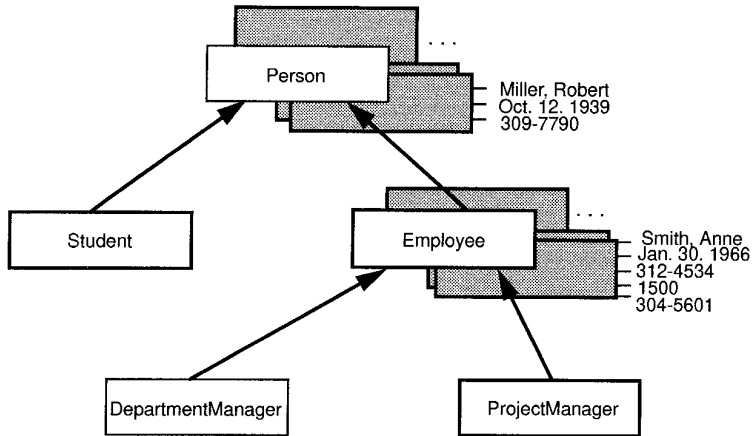 . . .
Person
Miller, Robert
Oct. 12. 1939
309-7790
Student
. . .
Employee
Smith, Anne
Jan. 30. 1966
312-4534
1500
304-5601
DepartmentManager
ProjectManager